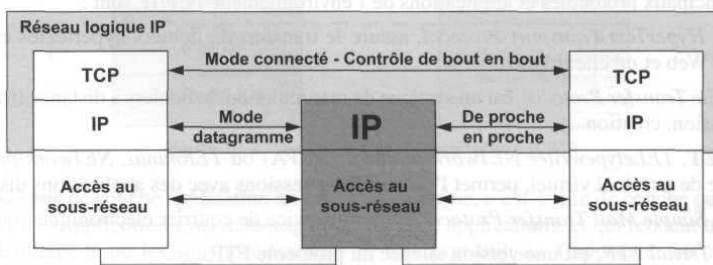 Réseau logique IP
TCP
Mode connecté - Contrôle de bout en bout
TCP
IP
Mode
datagramme
IP
De proche
en proche
IP
Accès au
sous-réseau
Accès au
sous-réseau
Accès au
sous-réseau